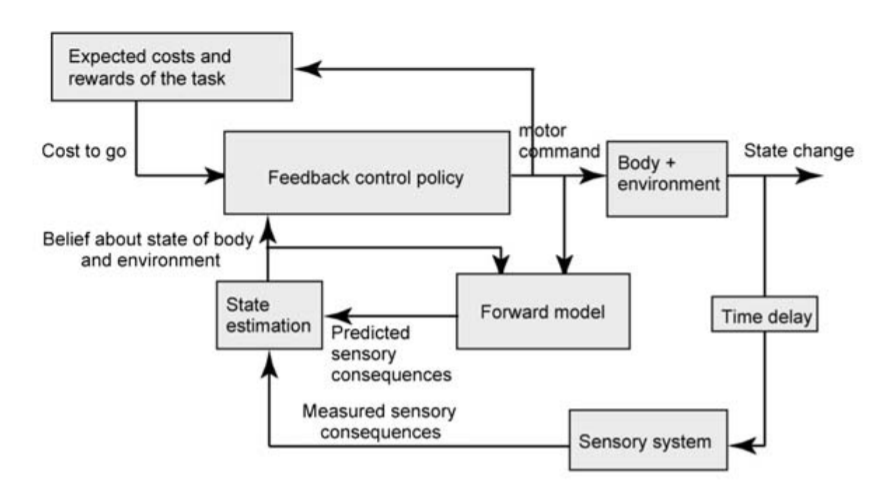 Expected costs and
rewards of the task
motor
command
Cost to go
Feedback control policy
Body +
environment
State change
Belief about state of body
and environment
State
estimation
Forward model
Time delay
Predicted
sensory
consequences
Measured sensory
consequences
Sensory system